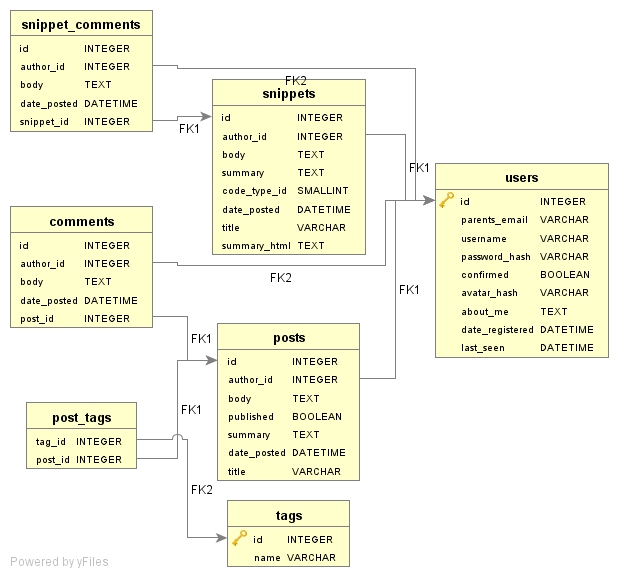 snippet_comments
id INTEGER
author_id INTEGER
body TEXT
date_posted DATETIME
snippet_id INTEGER
FK2
FK1
snippets
id INTEGER
author_id INTEGER
body TEXT
summary TEXT
code_type_id SMALLINT
date_posted DATETIME
title VARCHAR
summary_html TEXT
FK1
users
id INTEGER
parents_email VARCHAR
username VARCHAR
password_hash VARCHAR
confirmed BOOLEAN
avatar_hash VARCHAR
about_me TEXT
date_registered DATETIME
last_seen DATETIME
comments
id INTEGER
author_id INTEGER
body TEXT
date_posted DATETIME
post_id INTEGER
FK2
FK1
FK1
posts
id INTEGER
author_id INTEGER
body TEXT
published BOOLEAN
summary TEXT
date_posted DATETIME
title VARCHAR
post_tags
tag_id INTEGER
post_id INTEGER
FK1
FK2
tags
id INTEGER
name VARCHAR
Powered by yFiles